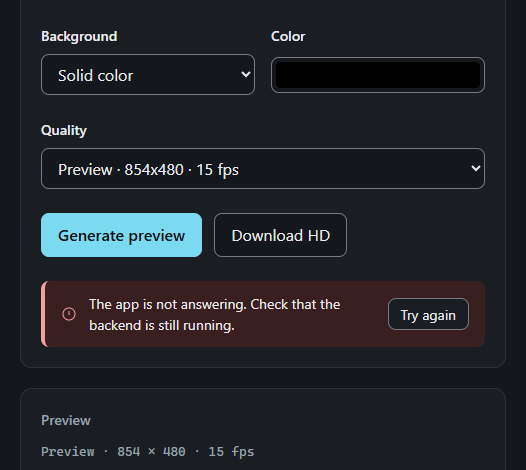 Background
Color
Solid color
Quality
Preview · 854x480 · 15 fps
Generate preview
Download HD
The app is not answering. Check that the
backend is still running.
Try again
Preview
Preview · 854 × 480 · 15 fps